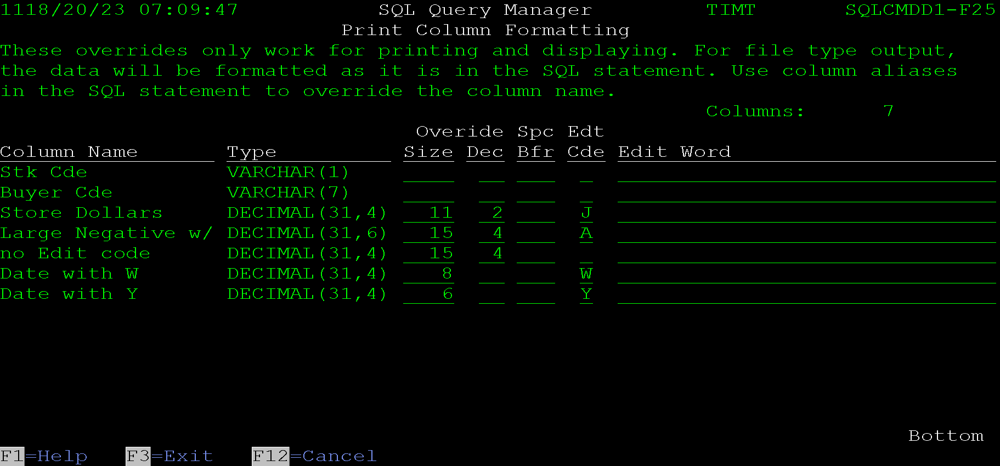 1118/20/23 07:09:47 SQL Query Manager TIMT SQLCMDD1-F25
Print Column Formatting
These overrides only work for printing and displaying. For file type output,
the data will be formatted as it is in the SQL statement. Use column aliases
in the SQL statement to override the column name.
Columns: 7
Overide Spc Edt
Column Name Type Size Dec Bfr Cde Edit Word
Stk Cde VARCHAR(1)
Buyer Cde VARCHAR(7)
Store Dollars DECIMAL(31,4) 11 2 J
Large Negative w/ DECIMAL(31,6) 15 4 A
no Edit code DECIMAL(31,4) 15 4
Date with W DECIMAL(31,4) 8 W
Date with Y DECIMAL(31,4) 6 Y
Bottom
F1=Help F3=Exit F12=Cancel